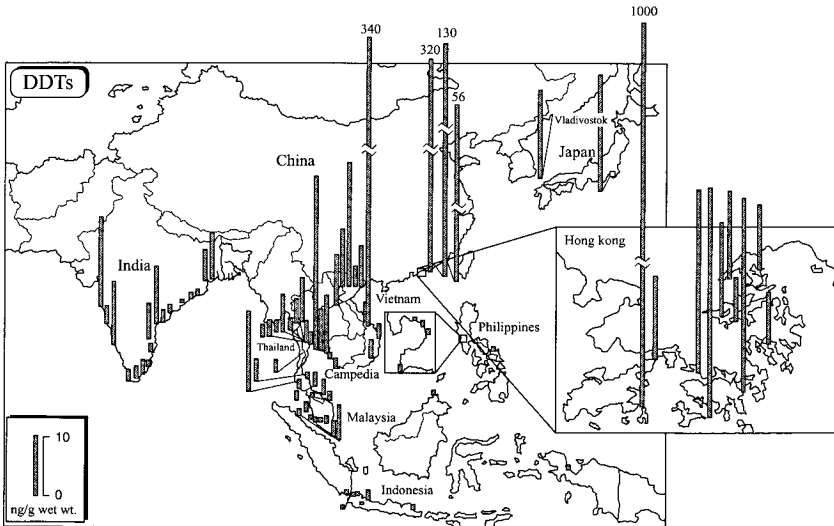 340
320
130
56
1000
DDTs
Vladivostok
China
Japan
India
Hong kong
Vietnam
Philippines
Thailand
Campedia
Malaysia
Indonesia
10
0
ng/g wet wt.